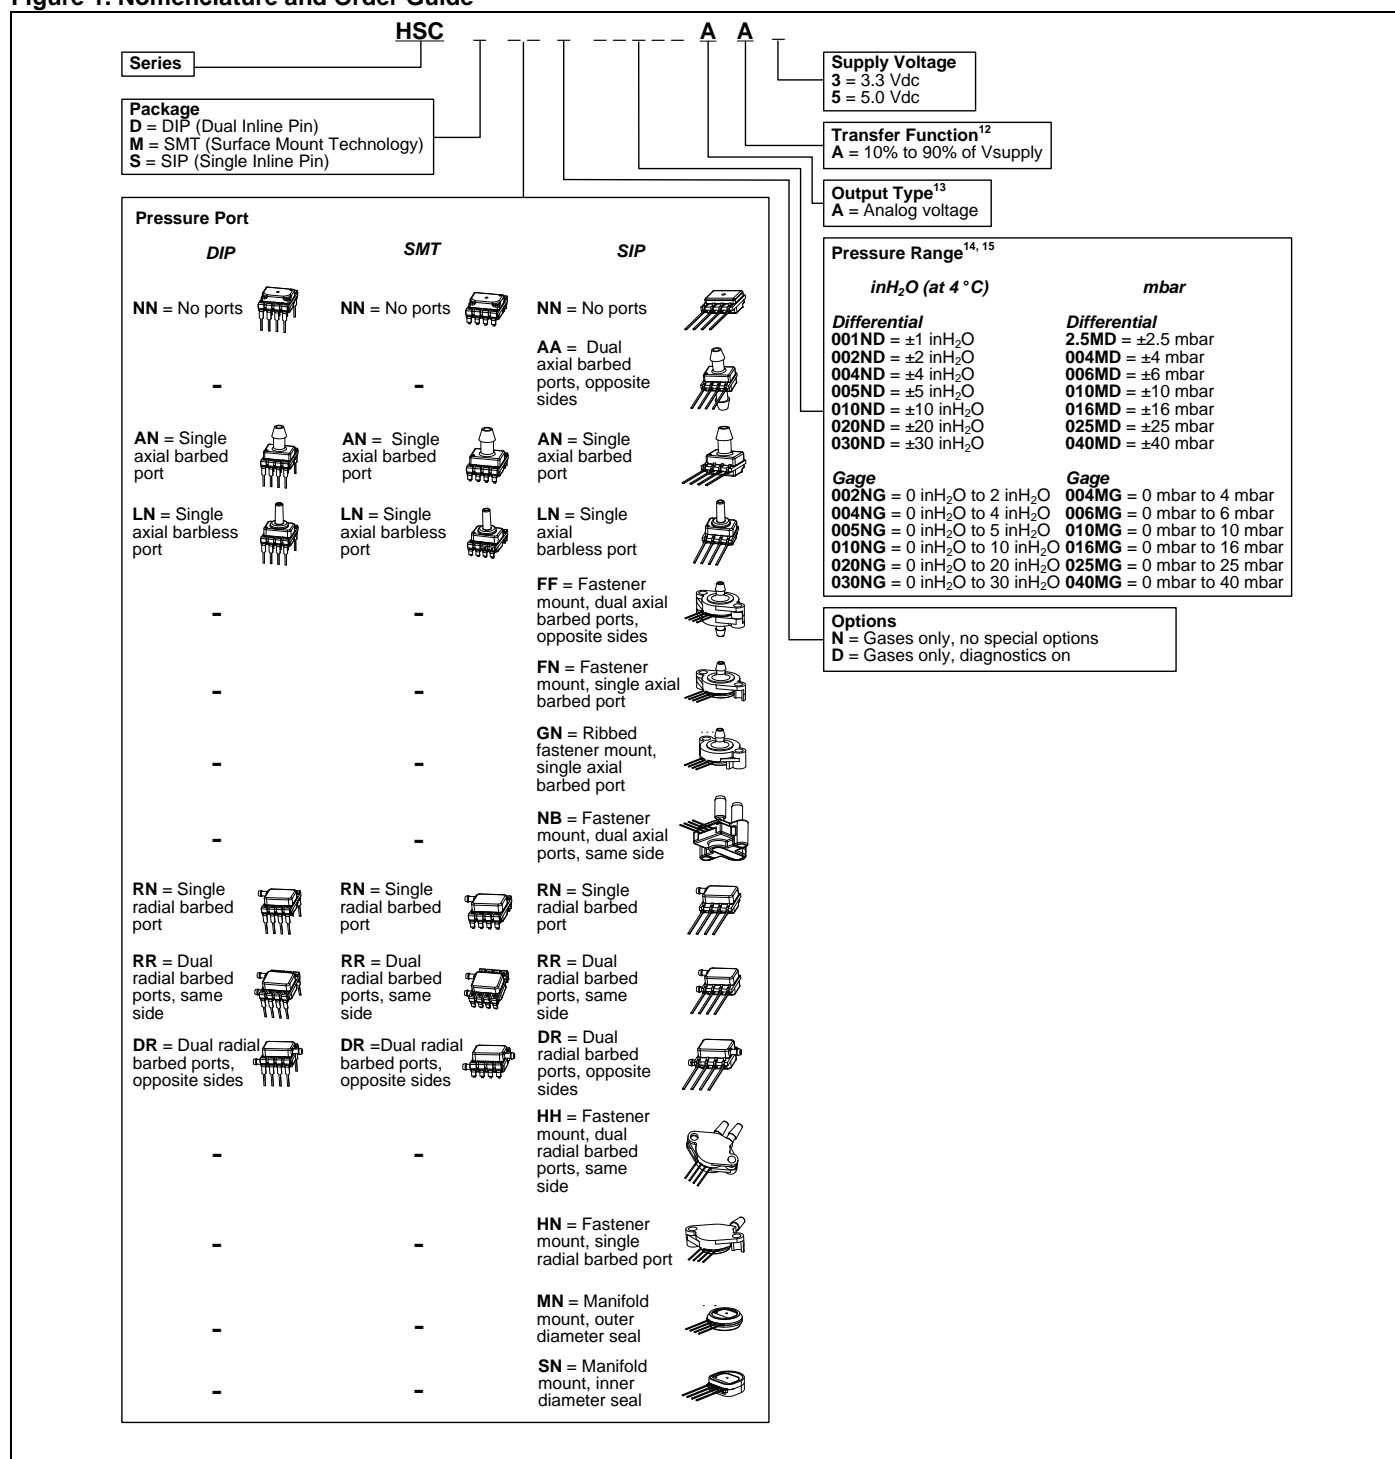 Figure 1. Nomenclature and Order Guide
HSC _ _ _ _ _ _ _ _ A A _
Series
Package
D = DIP (Dual Inline Pin)
M = SMT (Surface Mount Technology)
S = SIP (Single Inline Pin)
Supply Voltage
3 = 3.3 Vdc
5 = 5.0 Vdc
Transfer Function12
A = 10% to 90% of Vsupply
Output Type13
A = Analog voltage
Pressure Port
DIP SMT SIP
NN = No ports
NN = No ports
NN = No ports
-
-
AA = Dual
axial barbed
ports, opposite
sides
AN = Single
axial barbed
port
AN = Single
axial barbed
port
AN = Single
axial barbed
port
LN = Single
axial barbless
port
LN = Single
axial barbless
port
LN = Single
axial
barbless port
-
-
FF = Fastener
mount, dual axial
barbed ports,
opposite sides
-
-
FN = Fastener
mount, single axial
barbed port
-
-
GN = Ribbed
fastener mount,
single axial
barbed port
-
-
NB = Fastener
mount, dual axial
ports, same side
RN = Single
radial barbed
port
RN = Single
radial barbed
port
RN = Single
radial barbed
port
RR = Dual
radial barbed
ports, same
side
RR = Dual
radial barbed
ports, same
side
RR = Dual
radial barbed
ports, same
side
DR = Dual radial
barbed ports,
opposite sides
DR =Dual radial
barbed ports,
opposite sides
DR = Dual
radial barbed
ports, opposite
sides
-
-
HH = Fastener
mount, dual
radial barbed
ports, same
side
-
-
HN = Fastener
mount, single
radial barbed port
-
-
MN = Manifold
mount, outer
diameter seal
-
-
SN = Manifold
mount, inner
diameter seal
Pressure Range14, 15
inH2O (at 4 °C) mbar
Differential Differential
001ND = ±1 inH2O 2.5MD = ±2.5 mbar
002ND = ±2 inH2O 004MD = ±4 mbar
004ND = ±4 inH2O 006MD = ±6 mbar
005ND = ±5 inH2O 010MD = ±10 mbar
010ND = ±10 inH2O 016MD = ±16 mbar
020ND = ±20 inH2O 025MD = ±25 mbar
030ND = ±30 inH2O 040MD = ±40 mbar
Gage Gage
002NG = 0 inH2O to 2 inH2O 004MG = 0 mbar to 4 mbar
004NG = 0 inH2O to 4 inH2O 006MG = 0 mbar to 6 mbar
005NG = 0 inH2O to 5 inH2O 010MG = 0 mbar to 10 mbar
010NG = 0 inH2O to 10 inH2O 016MG = 0 mbar to 16 mbar
020NG = 0 inH2O to 20 inH2O 025MG = 0 mbar to 25 mbar
030NG = 0 inH2O to 30 inH2O 040MG = 0 mbar to 40 mbar
Options
N = Gases only, no special options
D = Gases only, diagnostics on